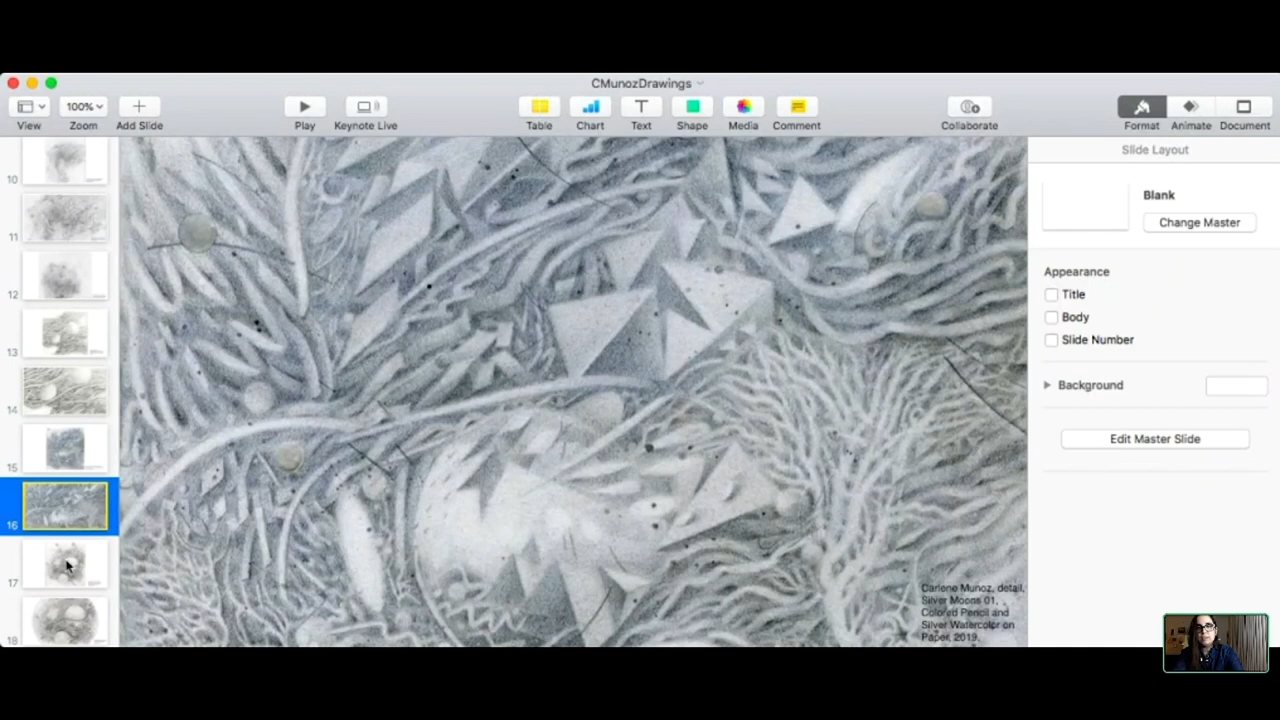 CMunozDrawings
100%
View
Zoom
Add Slide
Play
Keynote Live
Table
Chart
Text
Shape
Media
Comment
Collaborate
Format
Animate
Document
10
11
12
13
14
15
16
17
18
Carlene Munoz, detail,
Silver Moons 01,
Colored Pencil and
Silver Watercolor on
Paper, 2019.
Slide Layout
Blank
Change Master
Appearance
Title
Body
Slide Number
Background
Edit Master Slide